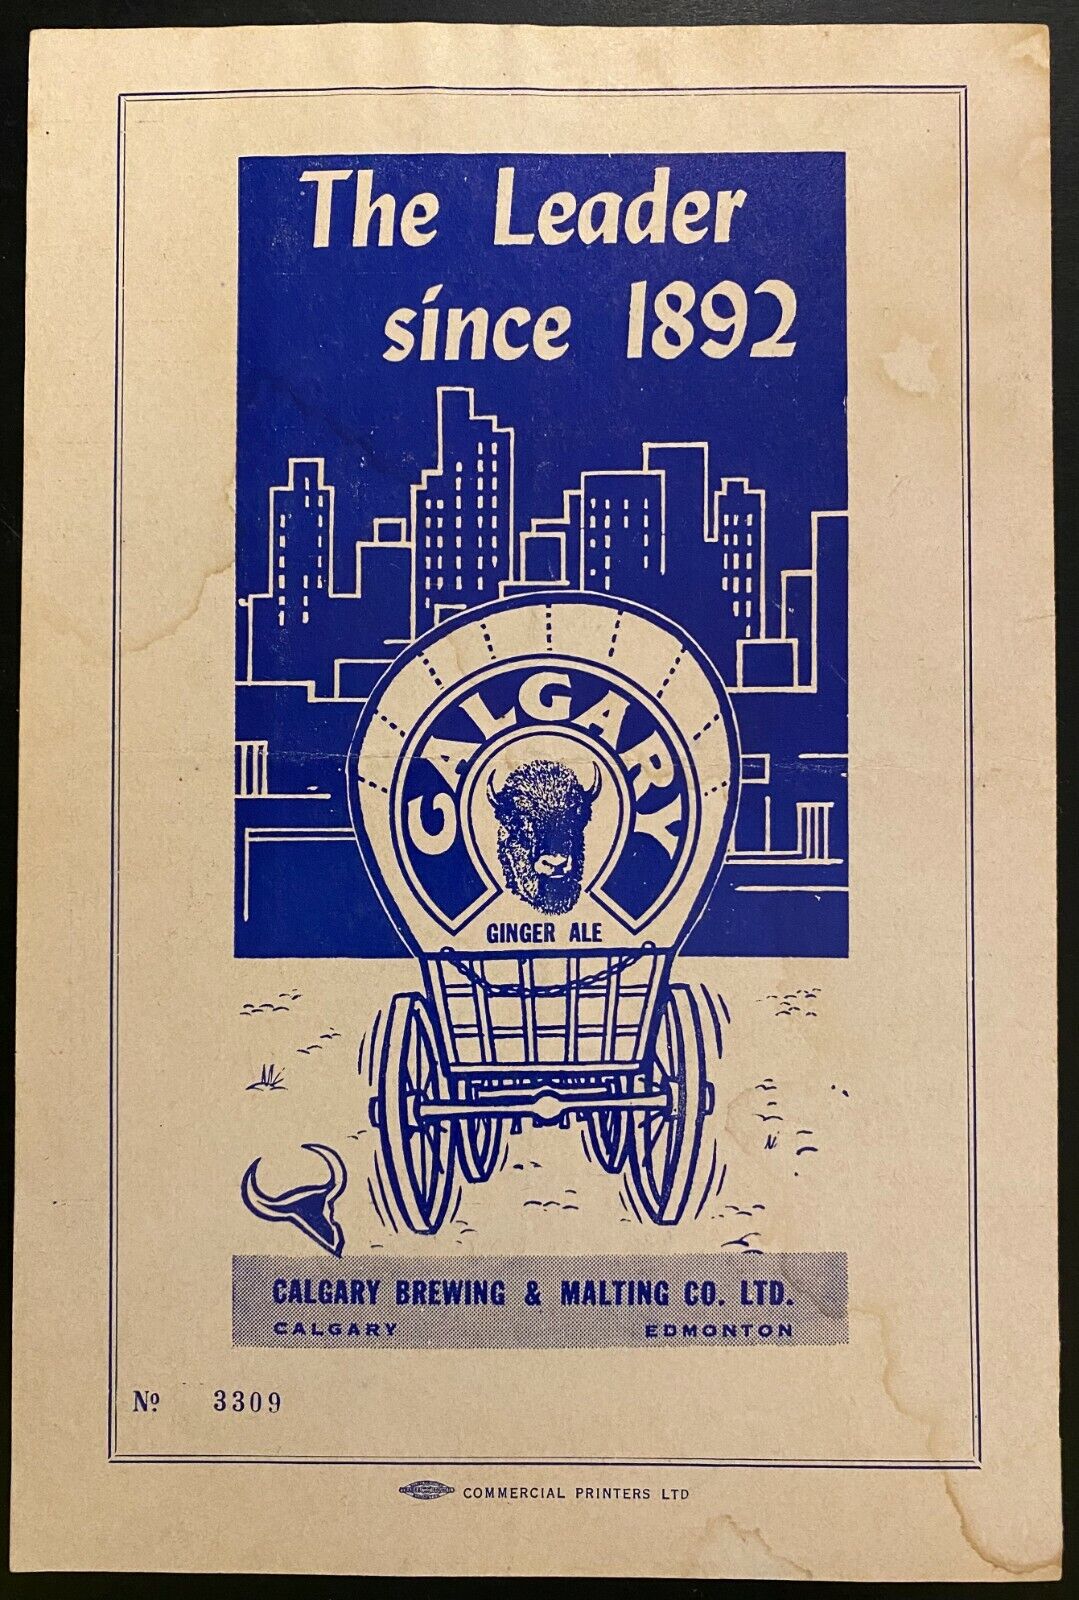 The Leader
since 1892
CALGARY
GINGER ALE
CALGARY BREWING & MALTING CO. LTD.
CALGARY EDMONTON
Nº 3309
COMMERCIAL PRINTERS LTD